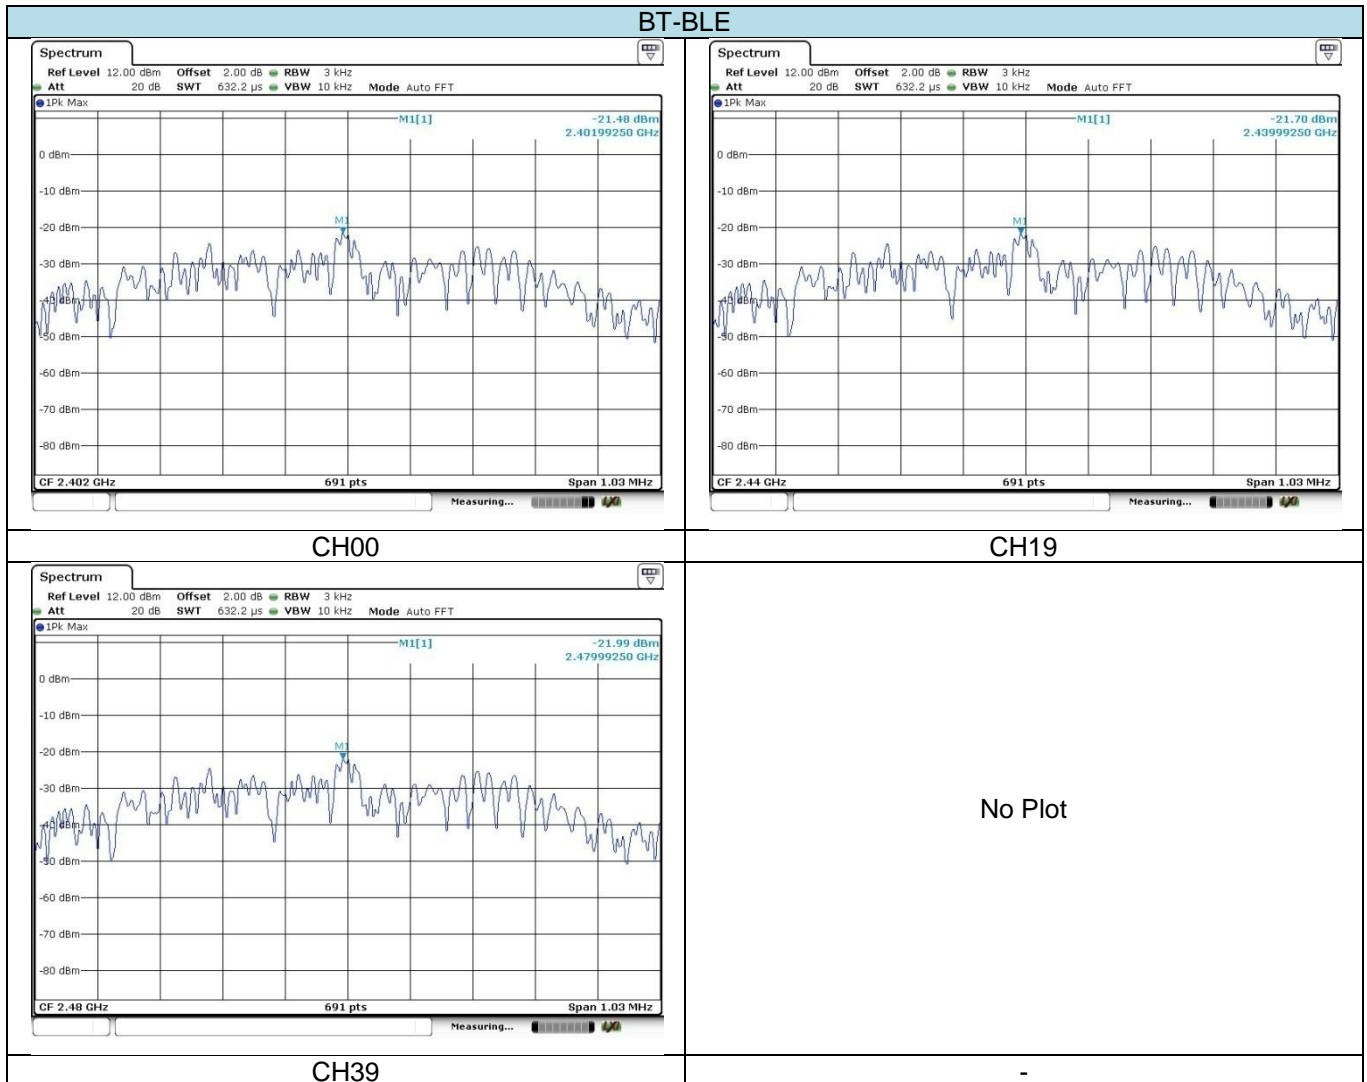 BT-BLE
Spectrum
Ref Level 12.00 dBm Offset 2.00 dB RBW 3 kHz
Att 20 dB SWT 632.2 µs VBW 10 kHz Mode Auto FFT
1Pk Max
M1[1] -21.48 dBm
2.40199250 GHz
0 dBm
-10 dBm
M1
-20 dBm
-30 dBm
-40 dBm
-50 dBm
-60 dBm
-70 dBm
-80 dBm
CF 2.402 GHz 691 pts Span 1.03 MHz
Measuring...
CH00
Spectrum
Ref Level 12.00 dBm Offset 2.00 dB RBW 3 kHz
Att 20 dB SWT 632.2 µs VBW 10 kHz Mode Auto FFT
1Pk Max
M1[1] -21.70 dBm
2.43999250 GHz
0 dBm
-10 dBm
M1
-20 dBm
-30 dBm
-40 dBm
-50 dBm
-60 dBm
-70 dBm
-80 dBm
CF 2.44 GHz 691 pts Span 1.03 MHz
Measuring...
CH19
Spectrum
Ref Level 12.00 dBm Offset 2.00 dB RBW 3 kHz
Att 20 dB SWT 632.2 µs VBW 10 kHz Mode Auto FFT
1Pk Max
M1[1] -21.99 dBm
2.47999250 GHz
0 dBm
-10 dBm
M1
-20 dBm
-30 dBm
-40 dBm
-50 dBm
-60 dBm
-70 dBm
-80 dBm
CF 2.48 GHz 691 pts Span 1.03 MHz
Measuring...
CH39
No Plot
-